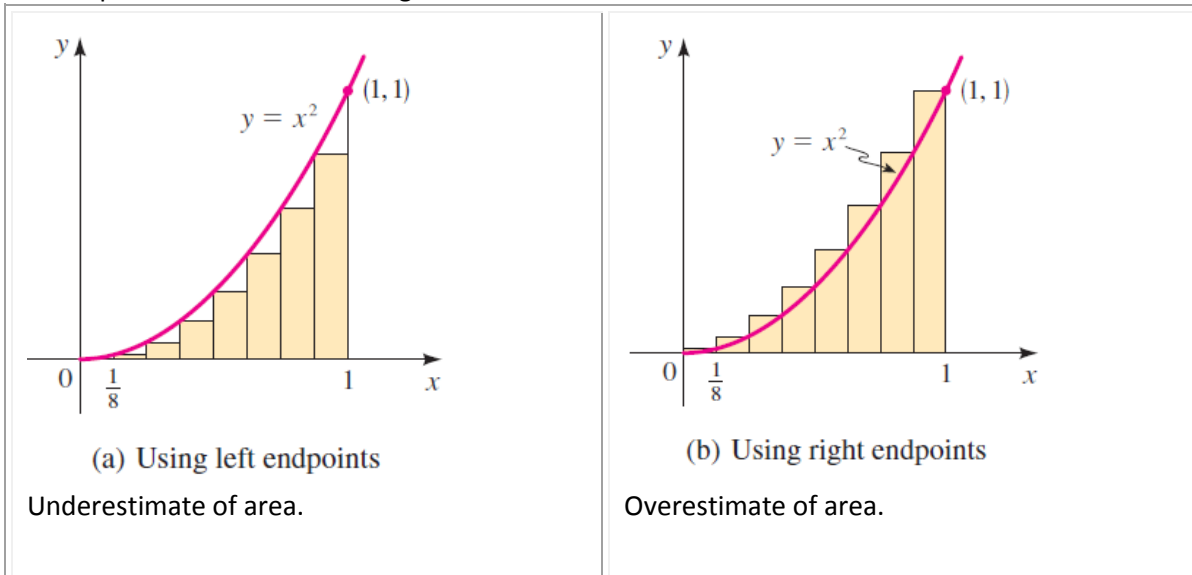 y
(1, 1)
y = x²
0
1/8
1
x
(a) Using left endpoints
Underestimate of area.
y
(1, 1)
y = x²
0
1/8
1
x
(b) Using right endpoints
Overestimate of area.